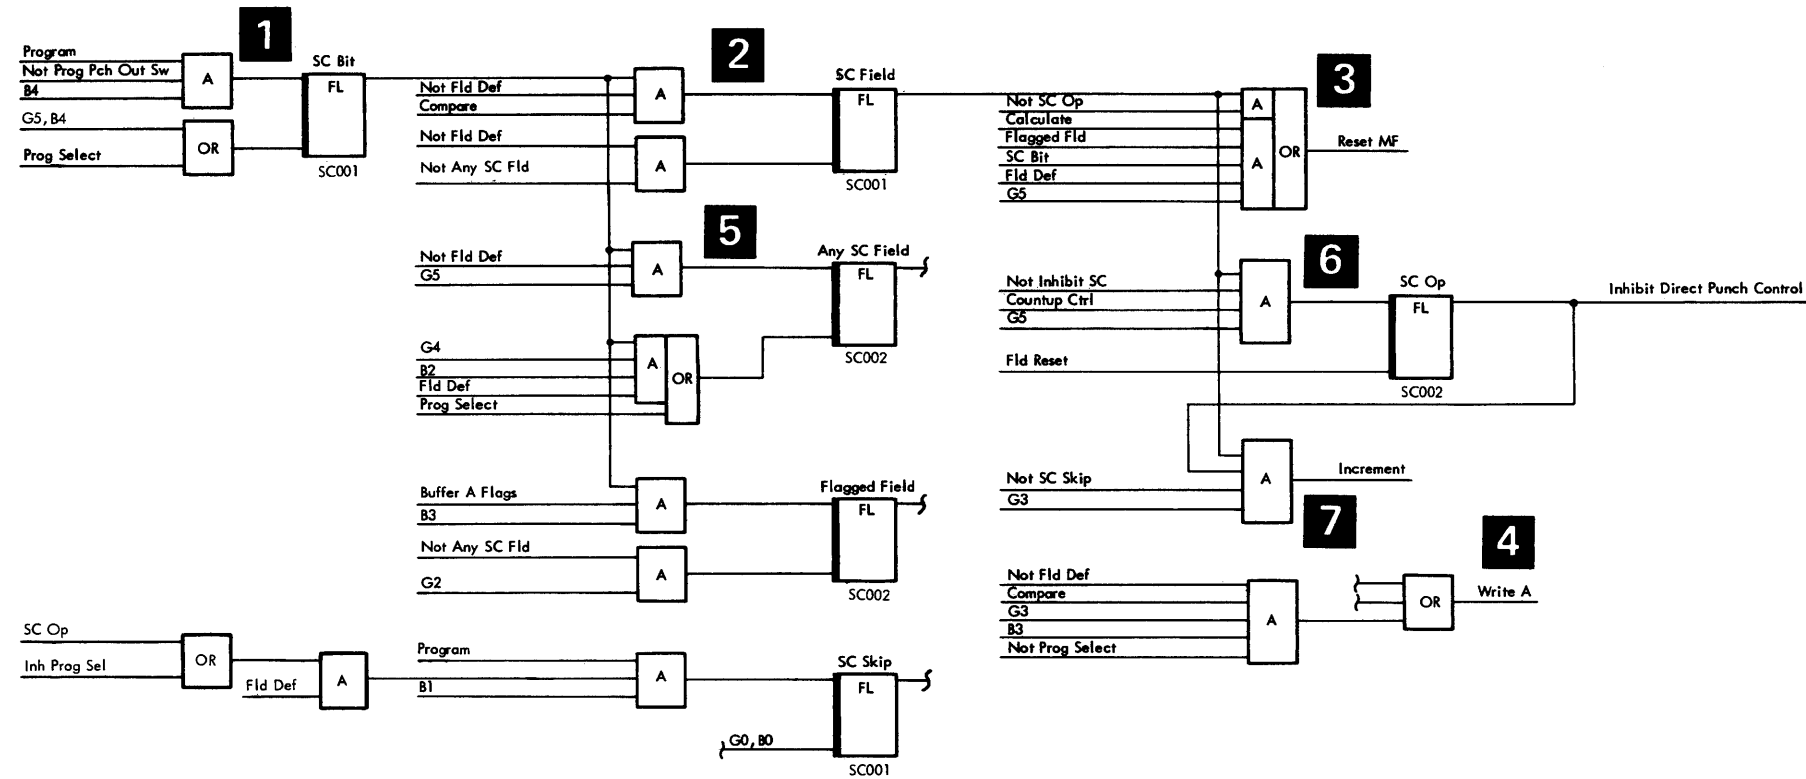 1
Program
Not Prog Pch Out Sw
B4
A
SC Bit
FL
G5, B4
Prog Select
OR
SC001
2
Not Fld Def
Compare
A
SC Field
FL
Not Fld Def
Not Any SC Fld
A
SC001
3
Not SC Op
Calculate
Flagged Fld
SC Bit
Fld Def
G5
A
A
OR
Reset MF
5
Not Fld Def
G5
A
Any SC Field
FL
G4
B2
Fld Def
Prog Select
A
OR
SC002
6
Not Inhibit SC
Countup Ctrl
G5
A
SC Op
FL
Inhibit Direct Punch Control
Fld Reset
SC002
Buffer A Flags
B3
A
Flagged Field
FL
Not Any SC Fld
G2
A
SC002
Not SC Skip
G3
A
Increment
7
4
Not Fld Def
Compare
G3
B3
Not Prog Select
A
OR
Write A
SC Op
Inh Prog Sel
OR
Fld Def
A
Program
B1
A
SC Skip
FL
G0, B0
SC001